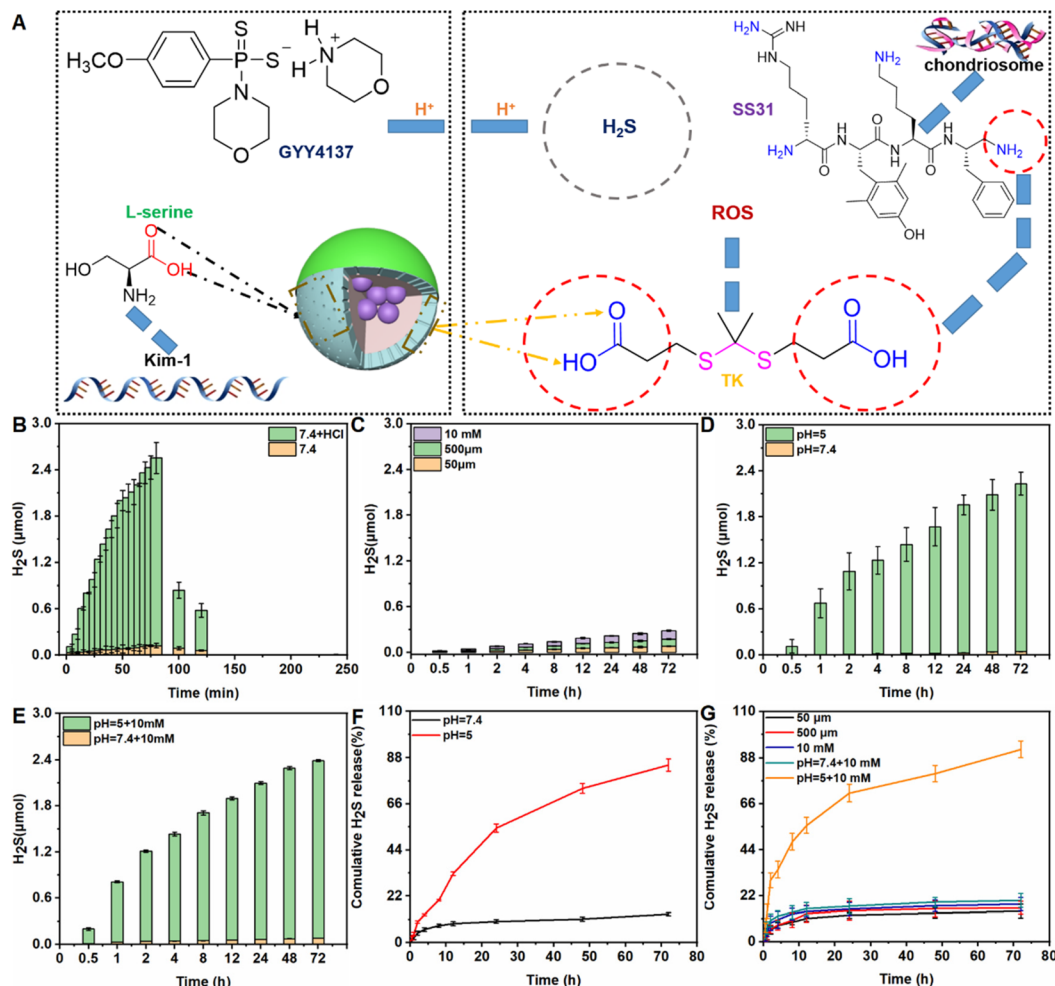 A
OCH₃
S
P
S
−
H
N
+
O
N
O
GYY4137
H⁺
H⁺
H₂S
H₂N
NH
NH
H
NH₂
SS31
chondriosome
H₂N
O
H
N
N
H
O
H
N
O
NH₂
OH
L-serine
O
HO
OH
NH₂
Kim-1
ROS
O
HO
S
S
O
OH
TK
B
3.0
2.4
1.8
1.2
0.6
0.0
H₂S (μmol)
7.4+HCl
7.4
0 50 100 150 200 250
Time (min)
C
3.0
2.4
1.8
1.2
0.6
0.0
H₂S(μmol)
10 mM
500μm
50μm
0.5 1 2 4 8 12 24 48 72
Time (h)
D
3.0
2.4
1.8
1.2
0.6
0.0
H₂S (μmol)
pH=5
pH=7.4
0.5 1 2 4 8 12 24 48 72
Time (h)
E
3.0
2.4
1.8
1.2
0.6
0.0
H₂S(μmol)
pH=5+10mM
pH=7.4+10mM
0.5 1 2 4 8 12 24 48 72
Time (h)
F
110
88
66
44
22
0
Comulative H₂S release(%)
pH=7.4
pH=5
0 10 20 30 40 50 60 70 80
Time (h)
G
110
88
66
44
22
0
Comulative H₂S release (%)
50 μm
500 μm
10 mM
pH=7.4+10 mM
pH=5+10 mM
0 10 20 30 40 50 60 70 80
Time (h)